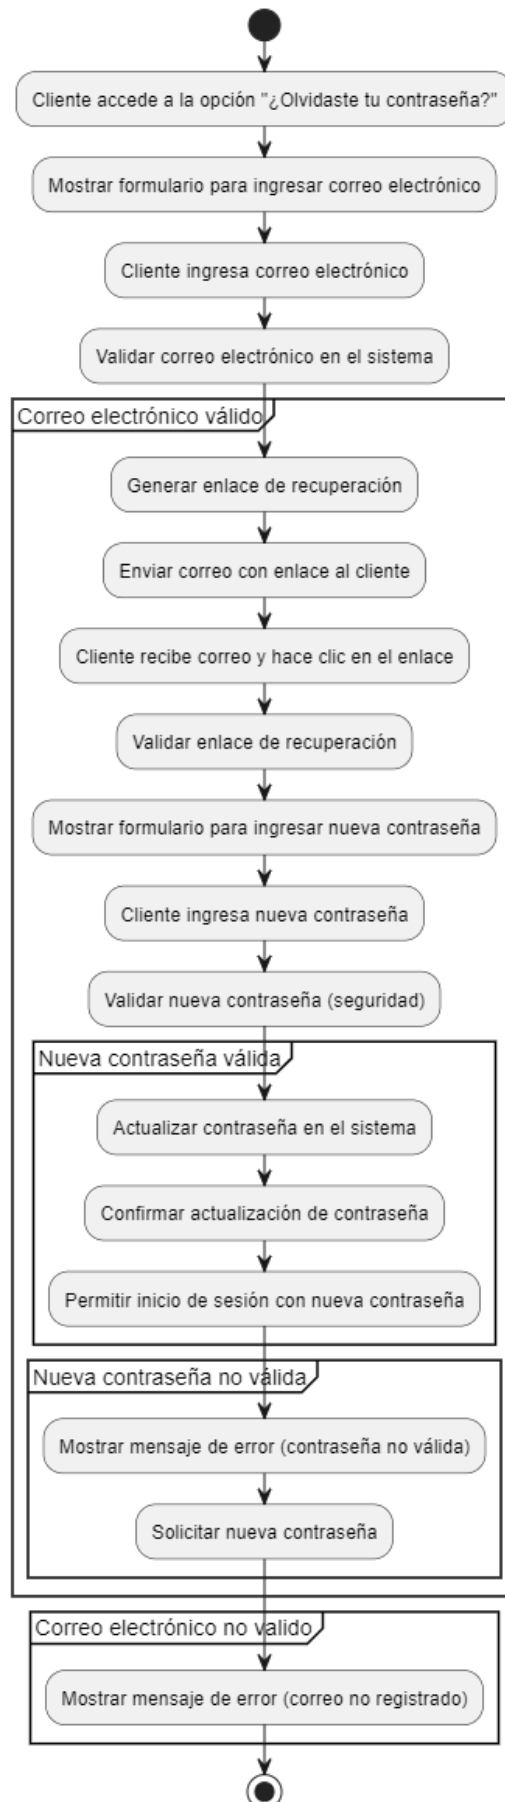 Cliente accede a la opción "¿Olvidaste tu contraseña?"
Mostrar formulario para ingresar correo electrónico
Cliente ingresa correo electrónico
Validar correo electrónico en el sistema
Correo electrónico válido
Generar enlace de recuperación
Enviar correo con enlace al cliente
Cliente recibe correo y hace clic en el enlace
Validar enlace de recuperación
Mostrar formulario para ingresar nueva contraseña
Cliente ingresa nueva contraseña
Validar nueva contraseña (seguridad)
Nueva contraseña válida
Actualizar contraseña en el sistema
Confirmar actualización de contraseña
Permitir inicio de sesión con nueva contraseña
Nueva contraseña no válida
Mostrar mensaje de error (contraseña no válida)
Solicitar nueva contraseña
Correo electrónico no valido
Mostrar mensaje de error (correo no registrado)